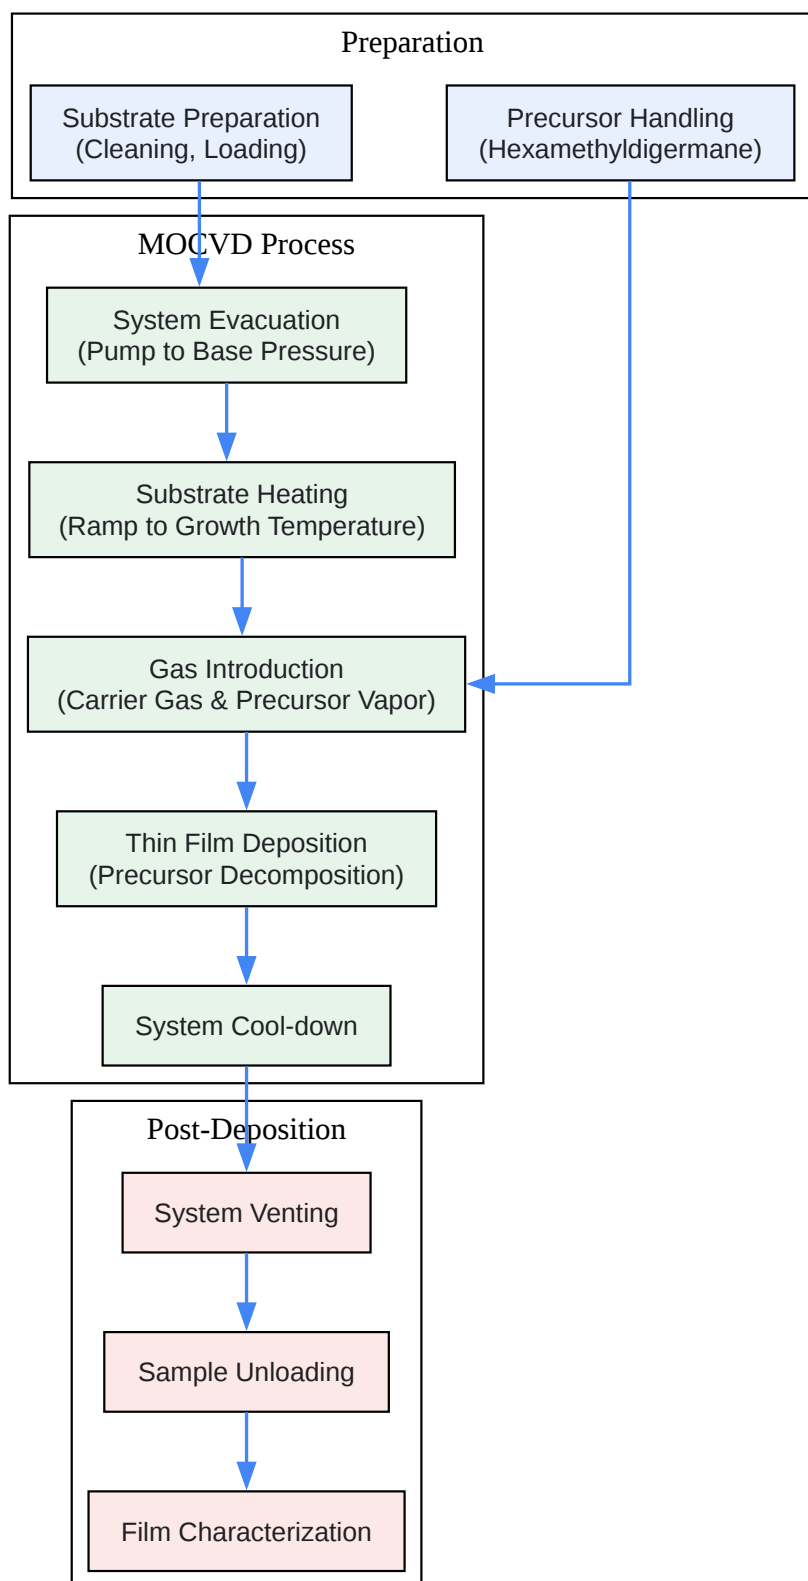 Preparation
Substrate Preparation
(Cleaning, Loading)
Precursor Handling
(Hexamethyldigermane)
MOCVD Process
System Evacuation
(Pump to Base Pressure)
Substrate Heating
(Ramp to Growth Temperature)
Gas Introduction
(Carrier Gas & Precursor Vapor)
Thin Film Deposition
(Precursor Decomposition)
System Cool-down
Post-Deposition
System Venting
Sample Unloading
Film Characterization